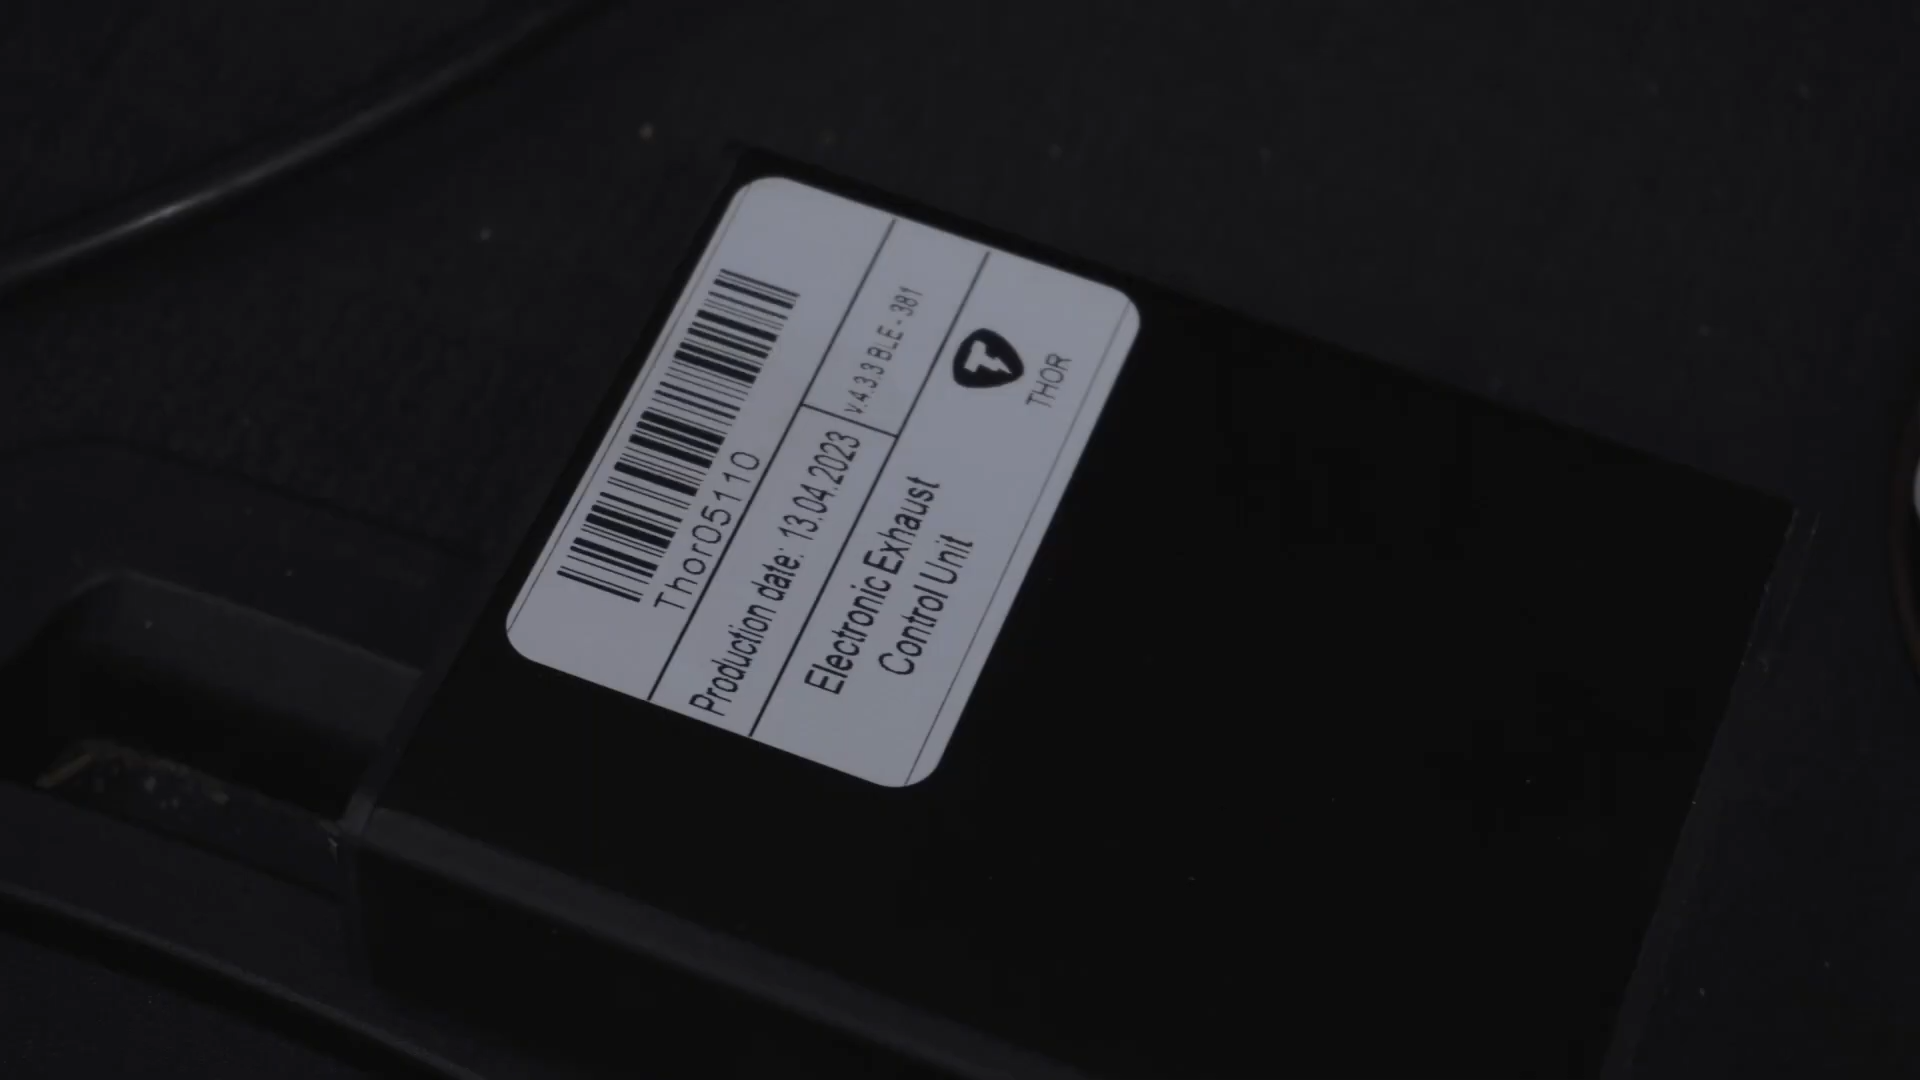 Thor05110
Production date: 13.04.2023
v.4.3.3 BLE - 381
Electronic Exhaust
Control Unit
THOR